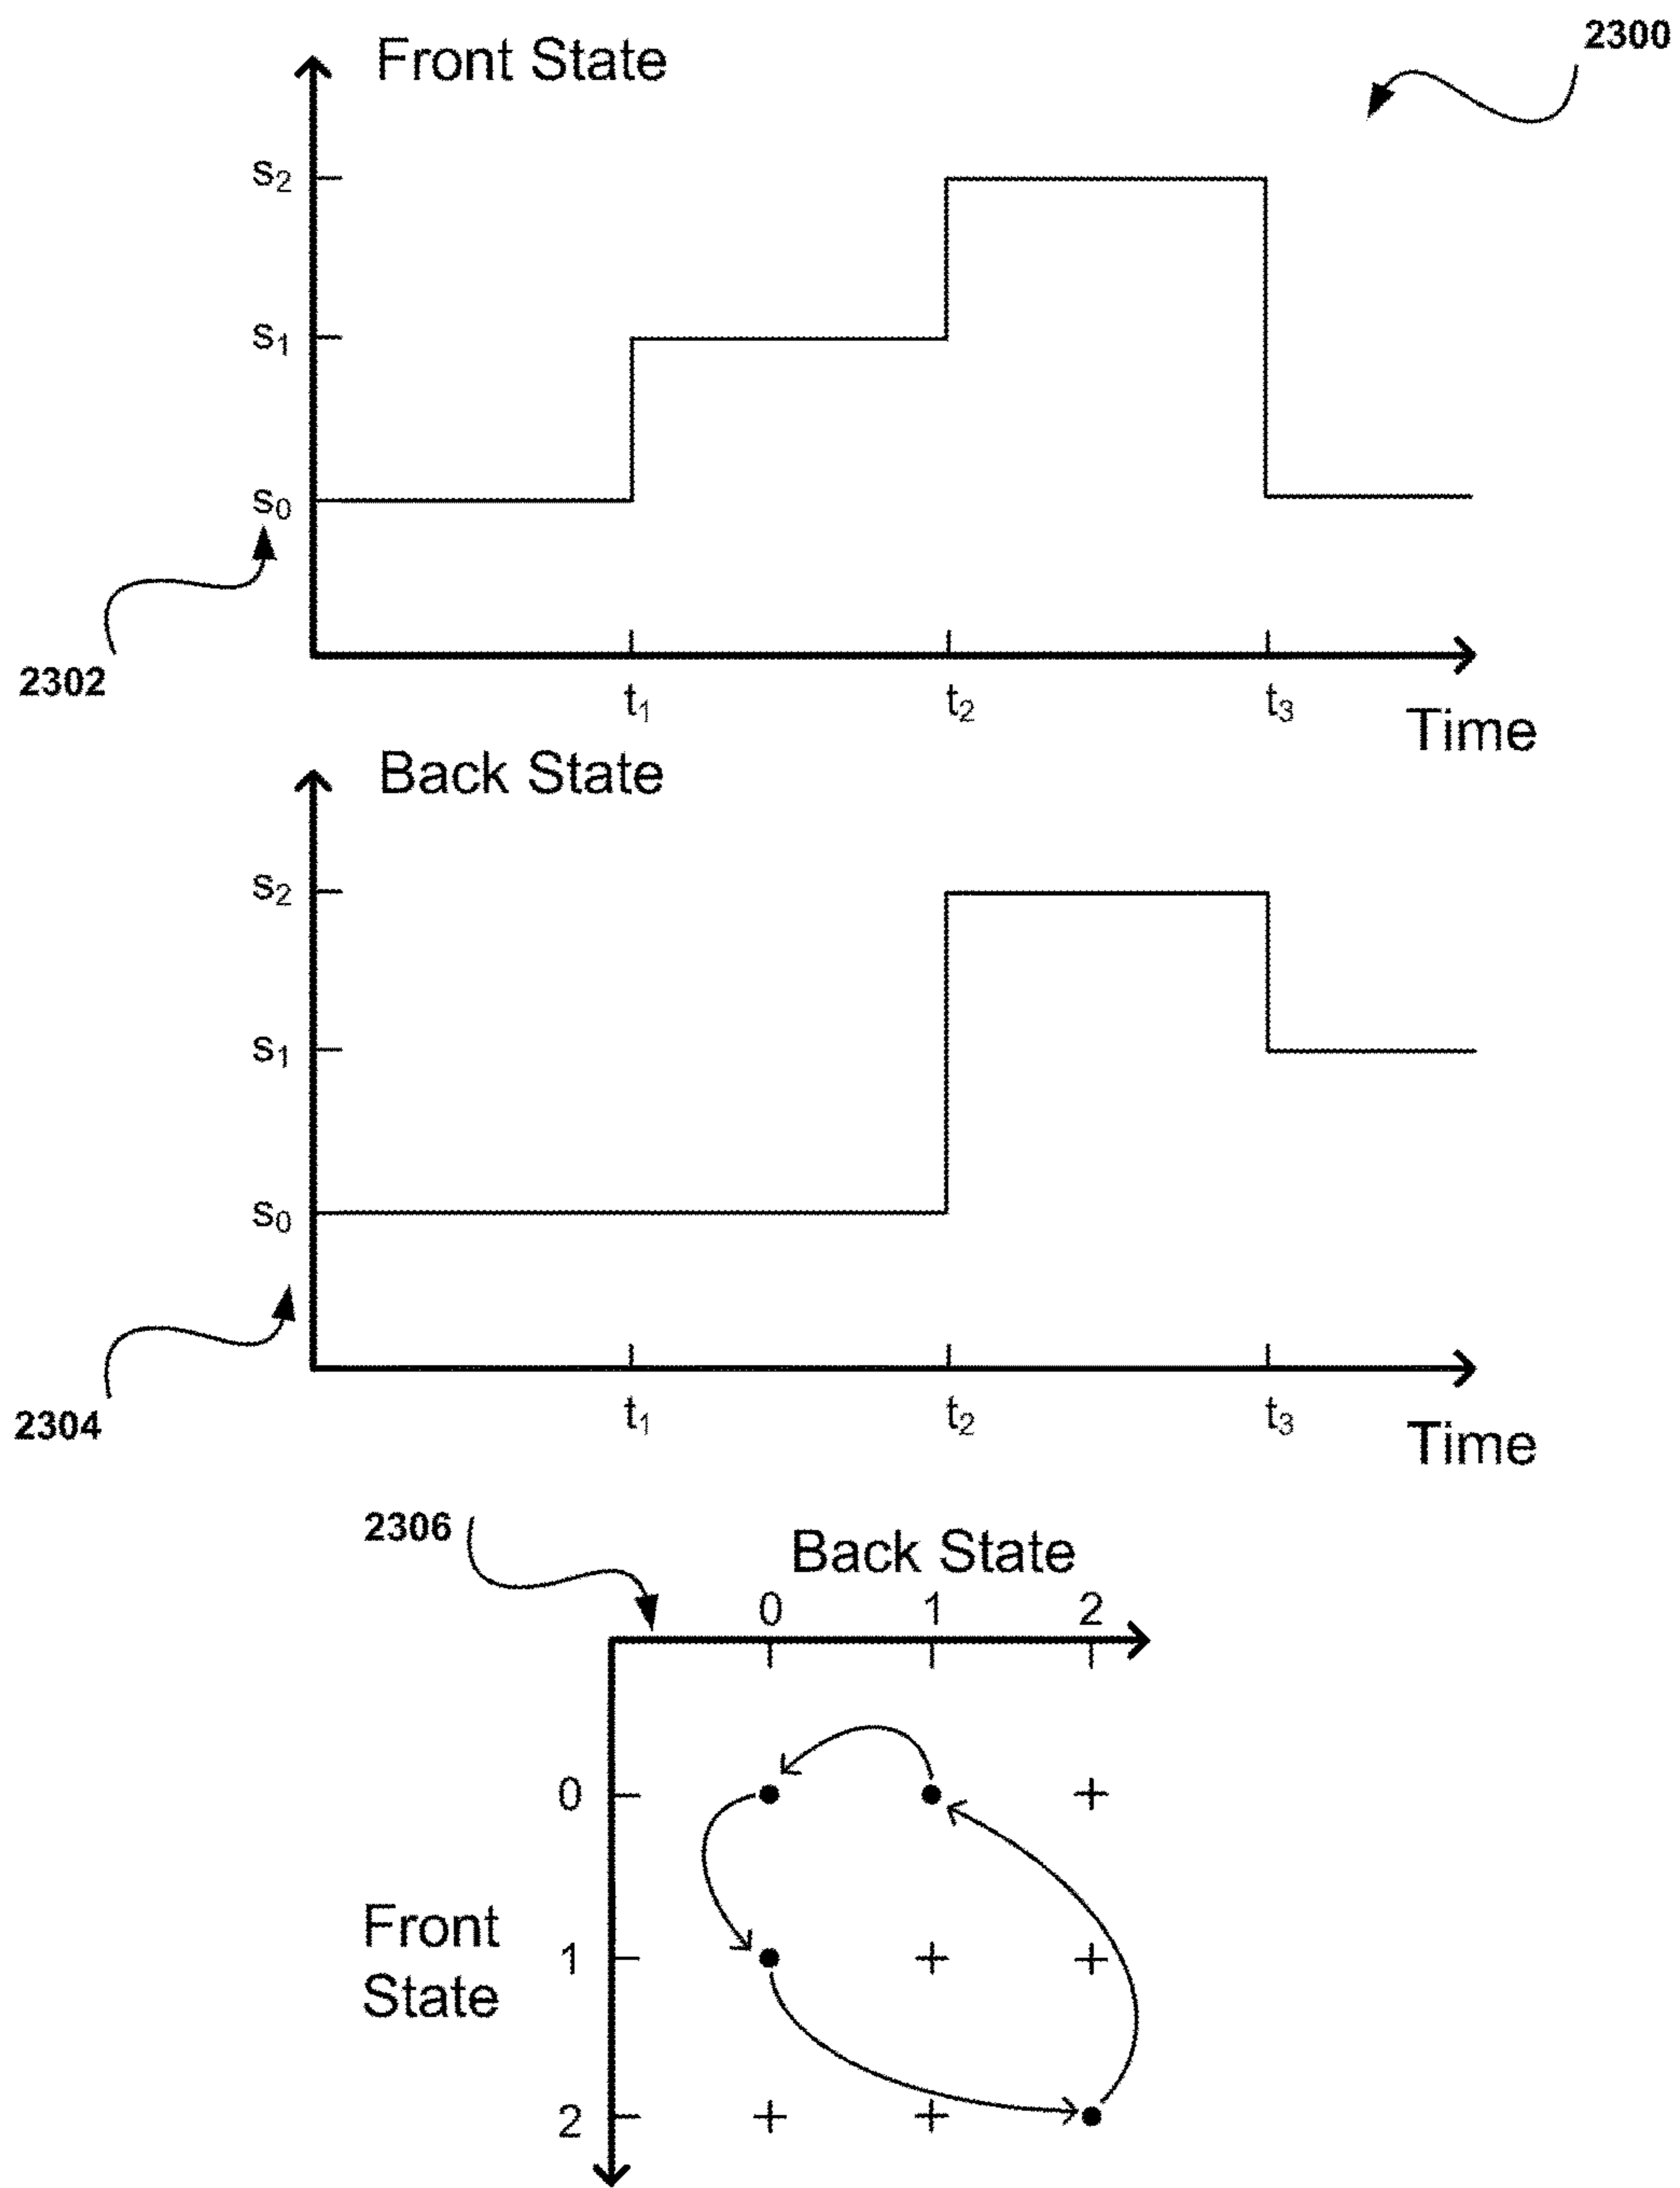 2300
Front State
s2
s1
s0
2302
t1 t2 t3
Time
Back State
s2
s1
s0
2304
t1 t2 t3
Time
2306
Back State
0 1 2
0
Front
1
State
2